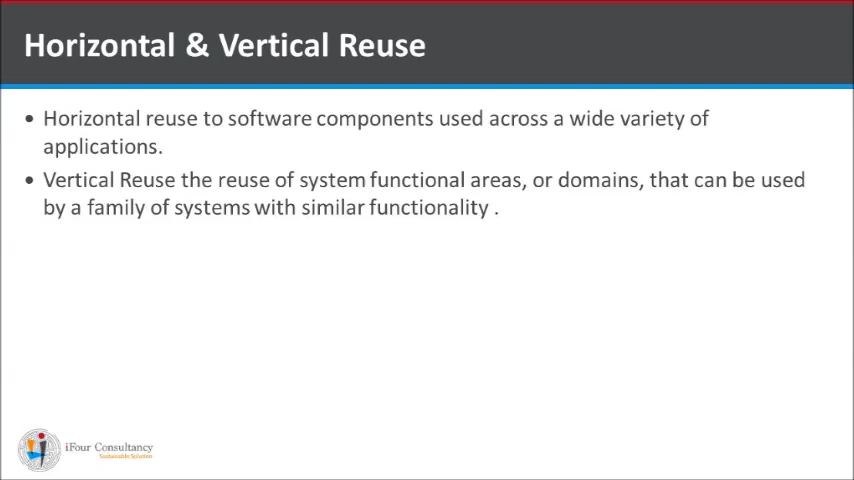 Horizontal & Vertical Reuse
• Horizontal reuse to software components used across a wide variety of
applications.
• Vertical Reuse the reuse of system functional areas, or domains, that can be used
by a family of systems with similar functionality .
iFour Consultancy
Sustainable Solution